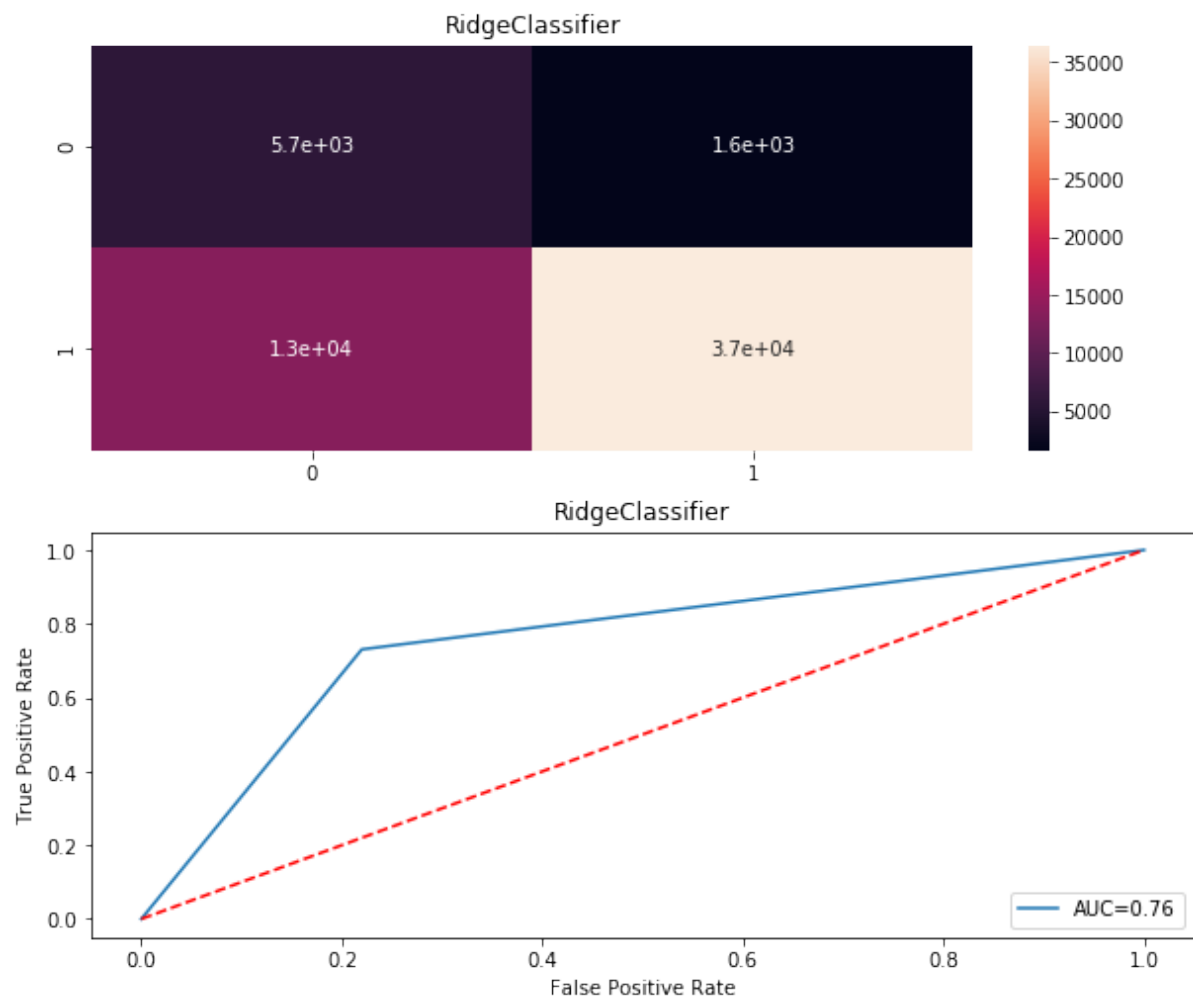 RidgeClassifier
0
5.7e+03
1.6e+03
1
1.3e+04
3.7e+04
0
1
35000
30000
25000
20000
15000
10000
5000
RidgeClassifier
True Positive Rate
1.0
0.8
0.6
0.4
0.2
0.0
AUC=0.76
0.0
0.2
0.4
0.6
0.8
1.0
False Positive Rate